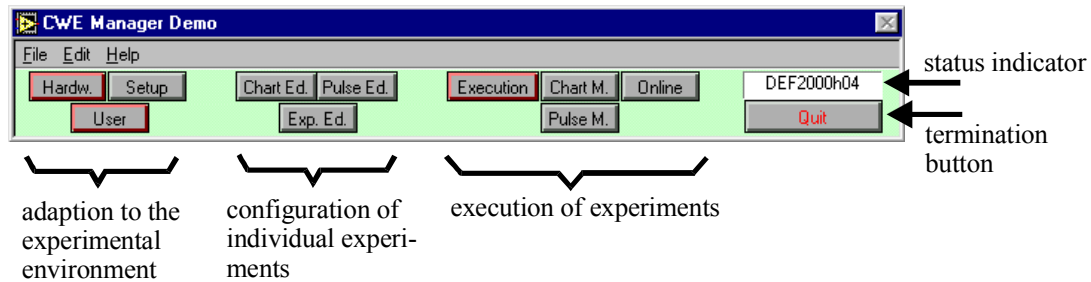 CWE Manager Demo
File Edit Help
Hardw. Setup Chart Ed. Pulse Ed. Execution Chart M. Online DEF2000h04
User Exp. Ed. Pulse M. Quit
status indicator
termination
button
adaption to the
experimental
environment
configuration of
individual experi-
ments
execution of experiments